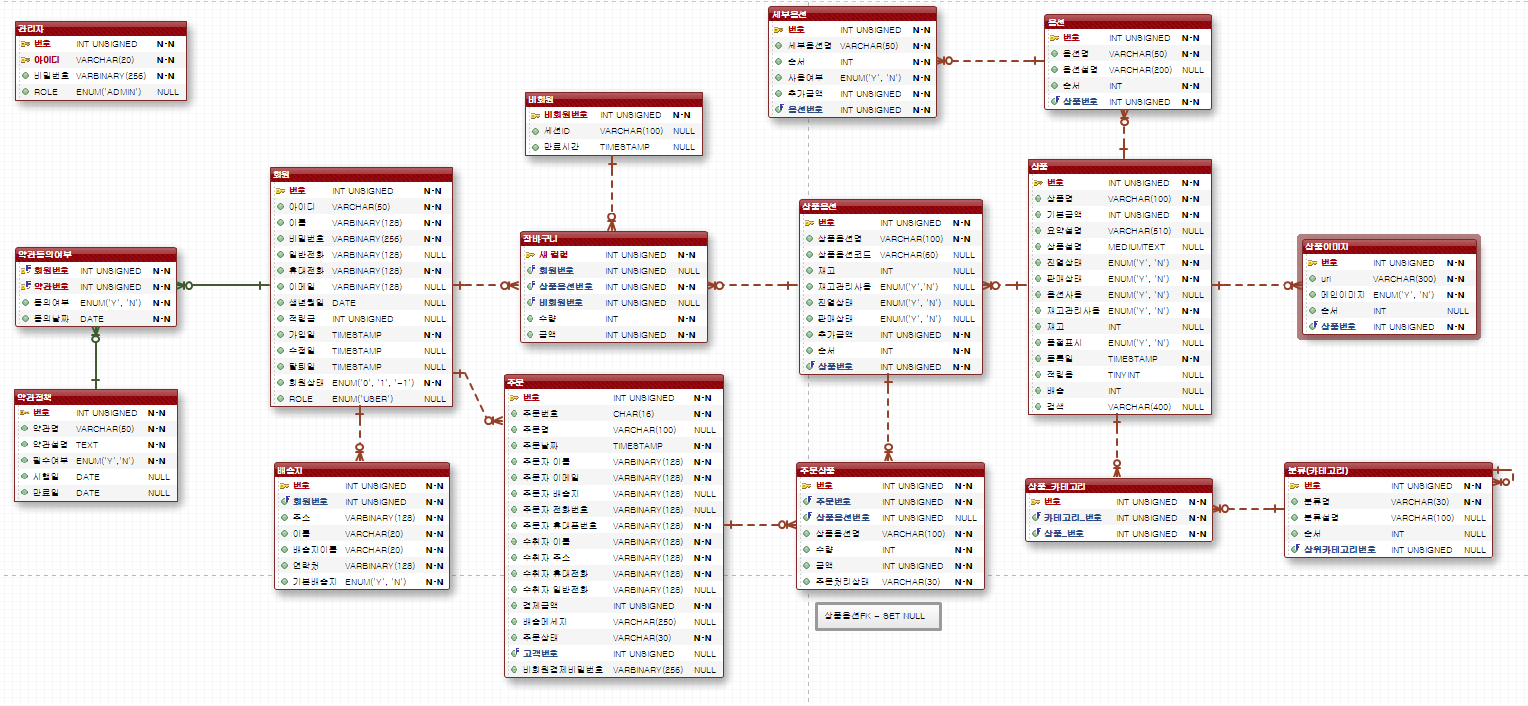 관리자
번호 INT UNSIGNED N-N
아이디 VARCHAR(20) N-N
비밀번호 VARBINARY(256) N-N
ROLE ENUM('ADMIN') NULL
세부옵션
번호 INT UNSIGNED N-N
세부옵션명 VARCHAR(50) N-N
순서 INT N-N
사용여부 ENUM('Y', 'N') N-N
추가금액 INT UNSIGNED N-N
옵션번호 INT UNSIGNED N-N
옵션
번호 INT UNSIGNED N-N
옵션명 VARCHAR(50) N-N
옵션설명 VARCHAR(200) NULL
순서 INT N-N
상품번호 INT UNSIGNED N-N
비회원
비회원번호 INT UNSIGNED N-N
세션ID VARCHAR(100) NULL
만료시간 TIMESTAMP NULL
회원
번호 INT UNSIGNED N-N
아이디 VARCHAR(50) N-N
이름 VARBINARY(128) N-N
비밀번호 VARBINARY(256) N-N
일반전화 VARBINARY(128) NULL
휴대전화 VARBINARY(128) N-N
이메일 VARBINARY(128) NULL
생년월일 DATE NULL
적립금 INT UNSIGNED NULL
가입일 TIMESTAMP N-N
수정일 TIMESTAMP NULL
탈퇴일 TIMESTAMP NULL
회원상태 ENUM('0', '1', '-1') N-N
ROLE ENUM('USER') NULL
약관동의여부
회원번호 INT UNSIGNED N-N
약관번호 INT UNSIGNED N-N
동의여부 ENUM('Y', 'N') N-N
동의날짜 DATE N-N
약관정책
번호 INT UNSIGNED N-N
약관명 VARCHAR(50) N-N
약관설명 TEXT N-N
필수여부 ENUM('Y','N') N-N
시행일 DATE NULL
만료일 DATE NULL
장바구니
새 컬럼 INT UNSIGNED N-N
회원번호 INT UNSIGNED NULL
상품옵션번호 INT UNSIGNED N-N
비회원번호 INT UNSIGNED NULL
수량 INT N-N
금액 INT UNSIGNED N-N
상품옵션
번호 INT UNSIGNED N-N
상품옵션명 VARCHAR(100) N-N
상품옵션코드 VARCHAR(60) NULL
재고 INT NULL
재고관리사용 ENUM('Y','N') N-N
진열상태 ENUM('Y', 'N') NULL
판매상태 ENUM('Y', 'N') NULL
추가금액 INT UNSIGNED N-N
순서 INT N-N
상품번호 INT UNSIGNED N-N
상품
번호 INT UNSIGNED N-N
상품명 VARCHAR(100) N-N
기본금액 INT UNSIGNED N-N
요약설명 VARCHAR(510) NULL
상품설명 MEDIUMTEXT NULL
진열상태 ENUM('Y', 'N') N-N
판매상태 ENUM('Y', 'N') N-N
옵션사용 ENUM('Y', 'N') NULL
재고관리사용 ENUM('Y', 'N') NULL
재고 INT NULL
품절표시 ENUM('Y', 'N') NULL
등록일 TIMESTAMP N-N
적립율 TINYINT NULL
배송 INT NULL
검색 VARCHAR(400) NULL
상품이미지
번호 INT UNSIGNED N-N
uri VARCHAR(300) N-N
메인이미지 ENUM('Y', 'N') N-N
순서 INT NULL
상품번호 INT UNSIGNED N-N
배송지
번호 INT UNSIGNED N-N
회원번호 INT UNSIGNED N-N
주소 VARBINARY(128) N-N
이름 VARCHAR(20) N-N
배송지이름 VARCHAR(20) N-N
연락처 VARBINARY(128) N-N
기본배송지 ENUM('Y', 'N') N-N
주문
번호 INT UNSIGNED N-N
주문번호 CHAR(16) N-N
주문명 VARCHAR(100) NULL
주문날짜 TIMESTAMP N-N
주문자 이름 VARBINARY(128) N-N
주문자 이메일 VARBINARY(128) N-N
주문자 배송지 VARBINARY(128) NULL
주문자 전화번호 VARBINARY(128) NULL
주문자 휴대폰번호 VARBINARY(128) N-N
수취자 이름 VARBINARY(128) N-N
수취자 주소 VARBINARY(128) N-N
수취자 휴대전화 VARBINARY(128) N-N
수취자 일반전화 VARBINARY(128) NULL
결제금액 INT UNSIGNED N-N
배송메세지 VARCHAR(250) NULL
주문상태 VARCHAR(30) N-N
고객번호 INT UNSIGNED NULL
비회원결제비밀번호 VARBINARY(256) NULL
주문상품
번호 INT UNSIGNED N-N
주문번호 INT UNSIGNED N-N
상품옵션번호 INT UNSIGNED NULL
상품옵션명 VARCHAR(100) N-N
수량 INT N-N
금액 INT UNSIGNED N-N
주문처리상태 VARCHAR(30) N-N
상품옵션FK - SET NULL
상품_카테고리
번호 INT UNSIGNED N-N
카테고리_번호 INT UNSIGNED N-N
상품_번호 INT UNSIGNED N-N
분류(카테고리)
번호 INT UNSIGNED N-N
분류명 VARCHAR(30) N-N
분류설명 VARCHAR(100) NULL
순서 INT NULL
상위카테고리번호 INT UNSIGNED NULL